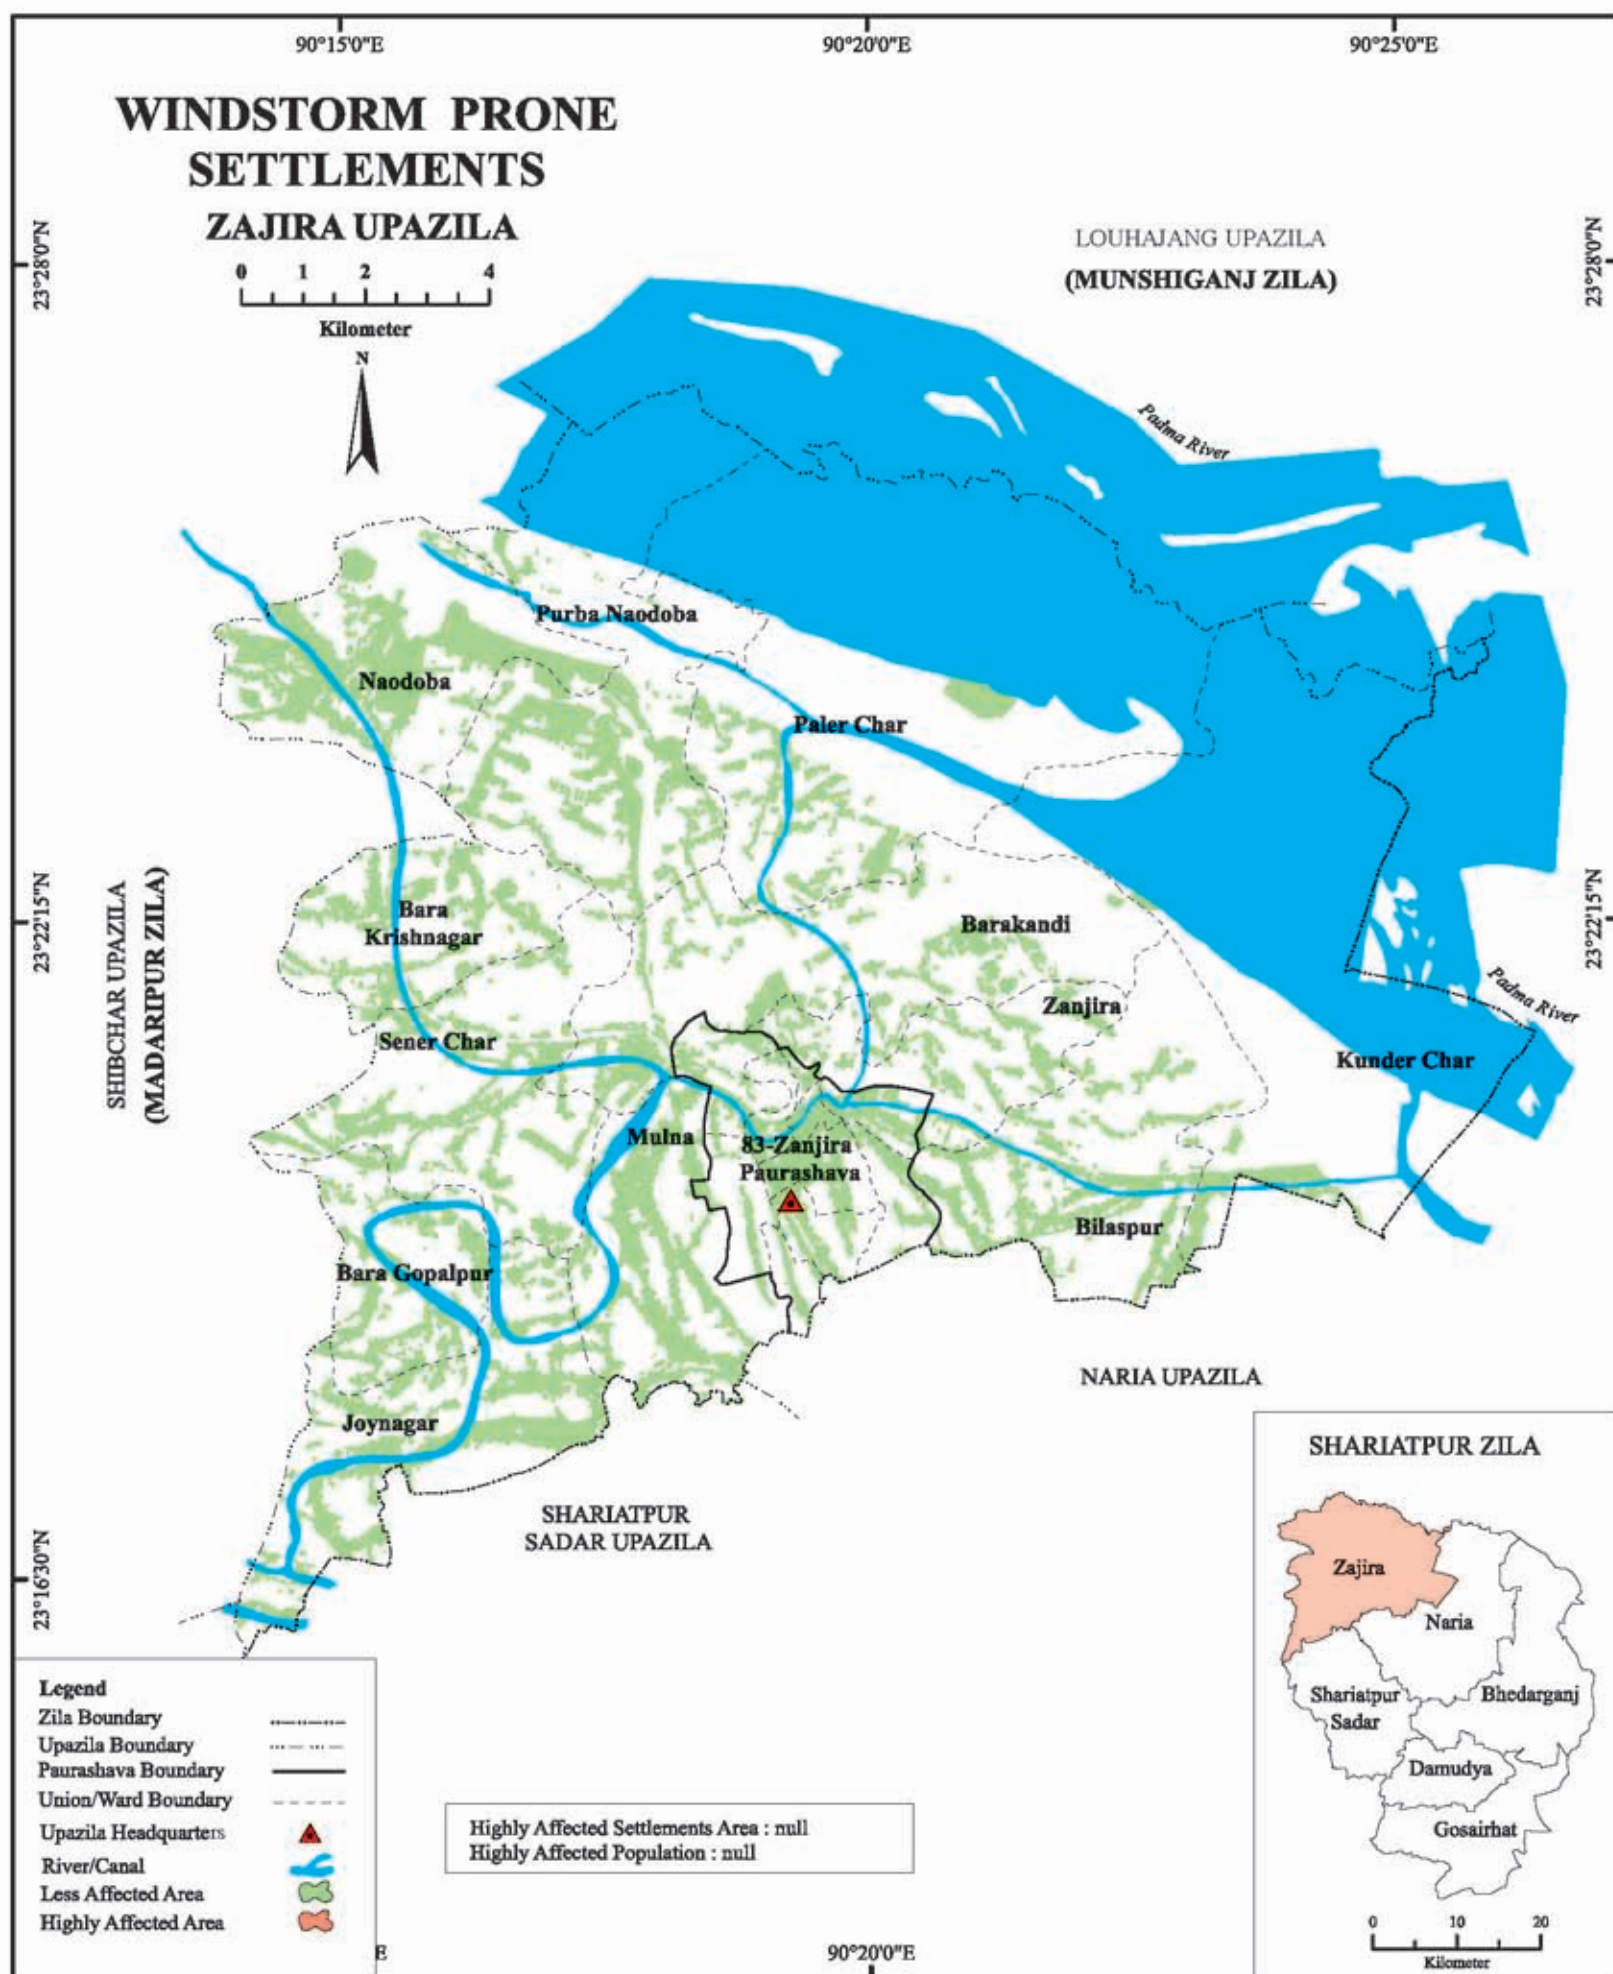 90°15'0"E
90°20'0"E
90°25'0"E
WINDSTORM PRONE
SETTLEMENTS
ZAJIRA UPAZILA
0 1 2 4
Kilometer
N
23°28'0"N
23°28'0"N
LOUHAJANG UPAZILA
(MUNSHIGANJ ZILA)
Padma River
Purba Naodoba
Naodoba
Paler Char
23°22'15"N
23°22'15"N
SHIBCHAR UPAZILA
(MADARIPUR ZILA)
Bara
Krishnagar
Barakandi
Zanjira
Padma River
Sener Char
Kunder Char
Mulna
83-Zanjira
Paurashava
Bilaspur
Bara Gopalpur
NARIA UPAZILA
Joynagar
SHARIATPUR
SADAR UPAZILA
23°16'30"N
SHARIATPUR ZILA
Zajira
Naria
Shariatpur
Sadar
Bhedarganj
Damudya
Gosairhat
0 10 20
Kilometer
Legend
Zila Boundary
Upazila Boundary
Paurashava Boundary
Union/Ward Boundary
Upazila Headquarters
River/Canal
Less Affected Area
Highly Affected Area
Highly Affected Settlements Area : null
Highly Affected Population : null
E
90°20'0"E